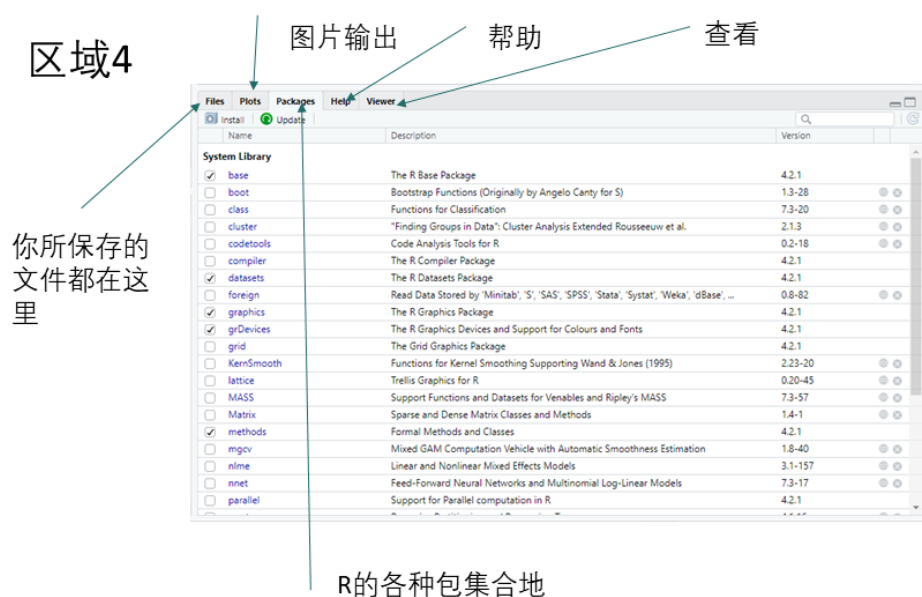 区域4
图片输出
帮助
查看
Files Plots Packages Help Viewer
Install Update
Name Description Version
System Library
base The R Base Package 4.2.1
boot Bootstrap Functions (Originally by Angelo Canty for S) 1.3-28
class Functions for Classification 7.3-20
cluster "Finding Groups in Data": Cluster Analysis Extended Rousseeuw et al. 2.1.3
codetools Code Analysis Tools for R 0.2-18
compiler The R Compiler Package 4.2.1
datasets The R Datasets Package 4.2.1
foreign Read Data Stored by 'Minitab', 'S', 'SAS', 'SPSS', 'Stata', 'Systat', 'Weka', 'dBase', ... 0.8-82
graphics The R Graphics Package 4.2.1
grDevices The R Graphics Devices and Support for Colours and Fonts 4.2.1
grid The Grid Graphics Package 4.2.1
KernSmooth Functions for Kernel Smoothing Supporting Wand & Jones (1995) 2.23-20
lattice Trellis Graphics for R 0.20-45
MASS Support Functions and Datasets for Venables and Ripley's MASS 7.3-57
Matrix Sparse and Dense Matrix Classes and Methods 1.4-1
methods Formal Methods and Classes 4.2.1
mgcv Mixed GAM Computation Vehicle with Automatic Smoothness Estimation 1.8-40
nlme Linear and Nonlinear Mixed Effects Models 3.1-157
nnet Feed-Forward Neural Networks and Multinomial Log-Linear Models 7.3-17
parallel Support for Parallel computation in R 4.2.1
你所保存的
文件都在这
里
R的各种包集合地